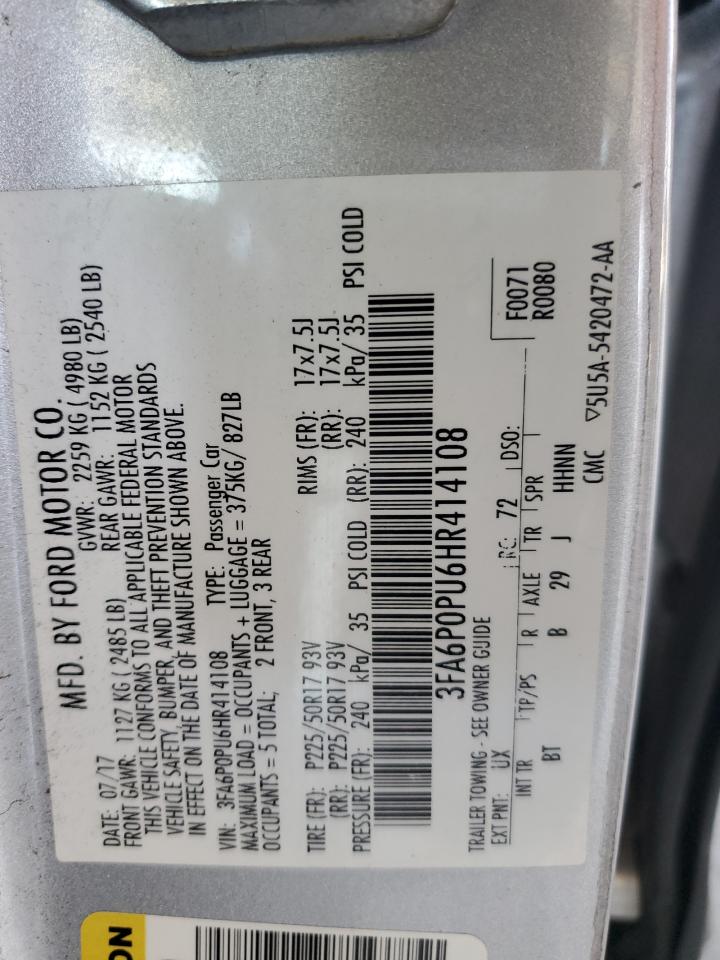 MFD. BY FORD MOTOR CO.
DATE: 07/17 GVWR: 2259 KG ( 4980 LB)
FRONT GAWR: 1127 KG ( 2485 LB) REAR GAWR: 1152 KG ( 2540 LB)
THIS VEHICLE CONFORMS TO ALL APPLICABLE FEDERAL MOTOR
VEHICLE SAFETY, BUMPER, AND THEFT PREVENTION STANDARDS
IN EFFECT ON THE DATE OF MANUFACTURE SHOWN ABOVE.
VIN: 3FA6P0PU6HR414108 TYPE: Passenger Car
MAXIMUM LOAD = OCCUPANTS + LUGGAGE = 375KG/ 827LB
OCCUPANTS = 5 TOTAL; 2 FRONT, 3 REAR
TIRE (FR): P225/50R17 93V RIMS (FR): 17x7.5J
(RR): P225/50R17 93V (RR): 17x7.5J
PRESSURE (FR): 240 kPa/ 35 PSI COLD (RR): 240 kPa/ 35 PSI COLD
3FA6P0PU6HR414108
TRAILER TOWING - SEE OWNER GUIDE
EXT PNT: UX RC: 72 DSO: F0071
INT TR TP/PS R AXLE TR SPR R0080
BT B 29 J HHNN
CMC ▽5U5A-5420472-AA
ON